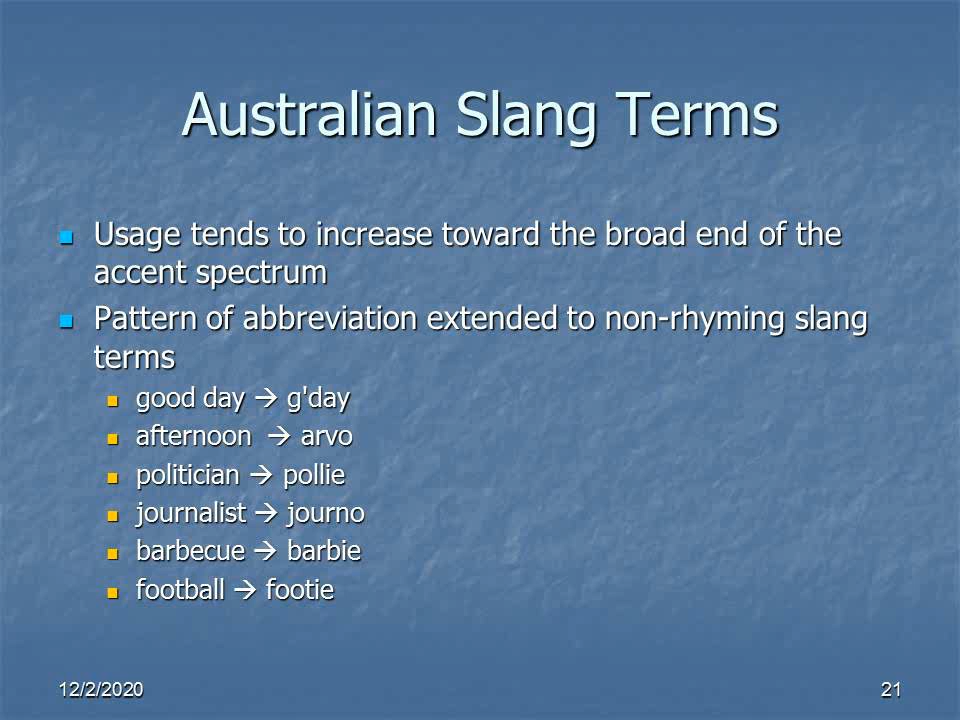 Australian Slang Terms
Usage tends to increase toward the broad end of the
accent spectrum
Pattern of abbreviation extended to non-rhyming slang
terms
good day → g'day
afternoon → arvo
politician → pollie
journalist → journo
barbecue → barbie
football → footie
12/2/2020
21